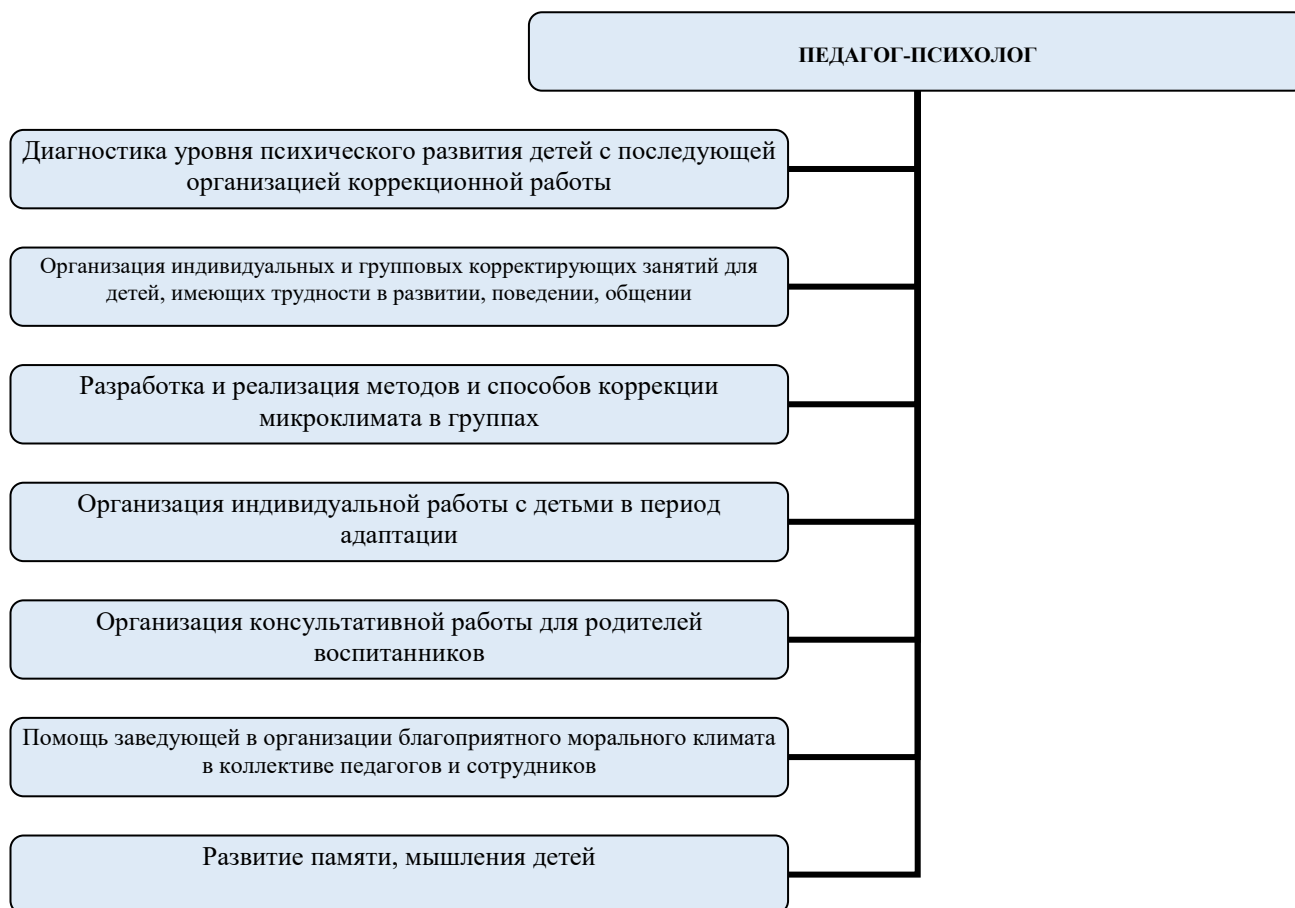 ПЕДАГОГ-ПСИХОЛОГ
Диагностика уровня психического развития детей с последующей
организацией коррекционной работы
Организация индивидуальных и групповых корректирующих занятий для
детей, имеющих трудности в развитии, поведении, общении
Разработка и реализация методов и способов коррекции
микроклимата в группах
Организация индивидуальной работы с детьми в период
адаптации
Организация консультативной работы для родителей
воспитанников
Помощь заведующей в организации благоприятного морального климата
в коллективе педагогов и сотрудников
Развитие памяти, мышления детей